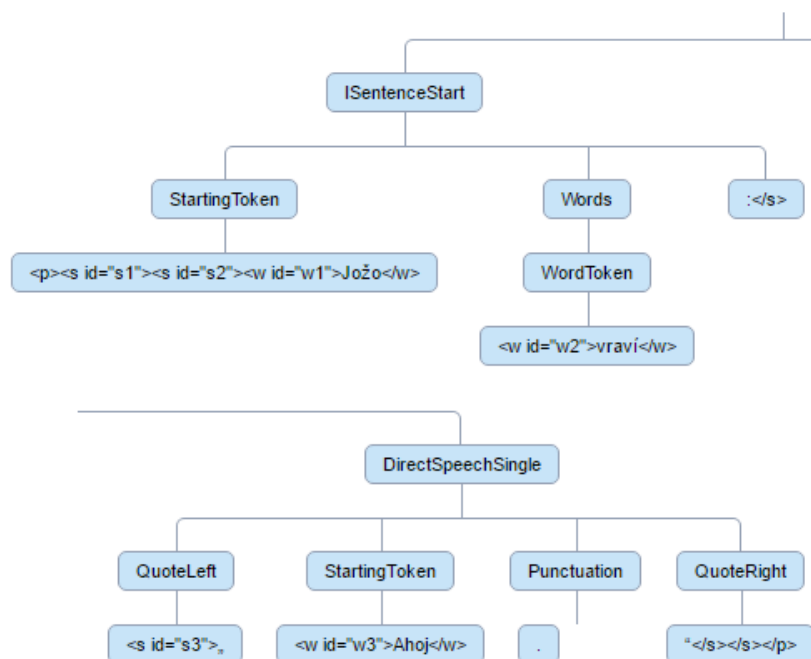 ISentenceStart
StartingToken Words :</s>
<p><s id="s1"><s id="s2"><w id="w1">Jožo</w> WordToken
<w id="w2">vraví</w>
DirectSpeechSingle
QuoteLeft StartingToken Punctuation QuoteRight
<s id="s3">„ <w id="w3">Ahoj</w> . “</s></s></p>